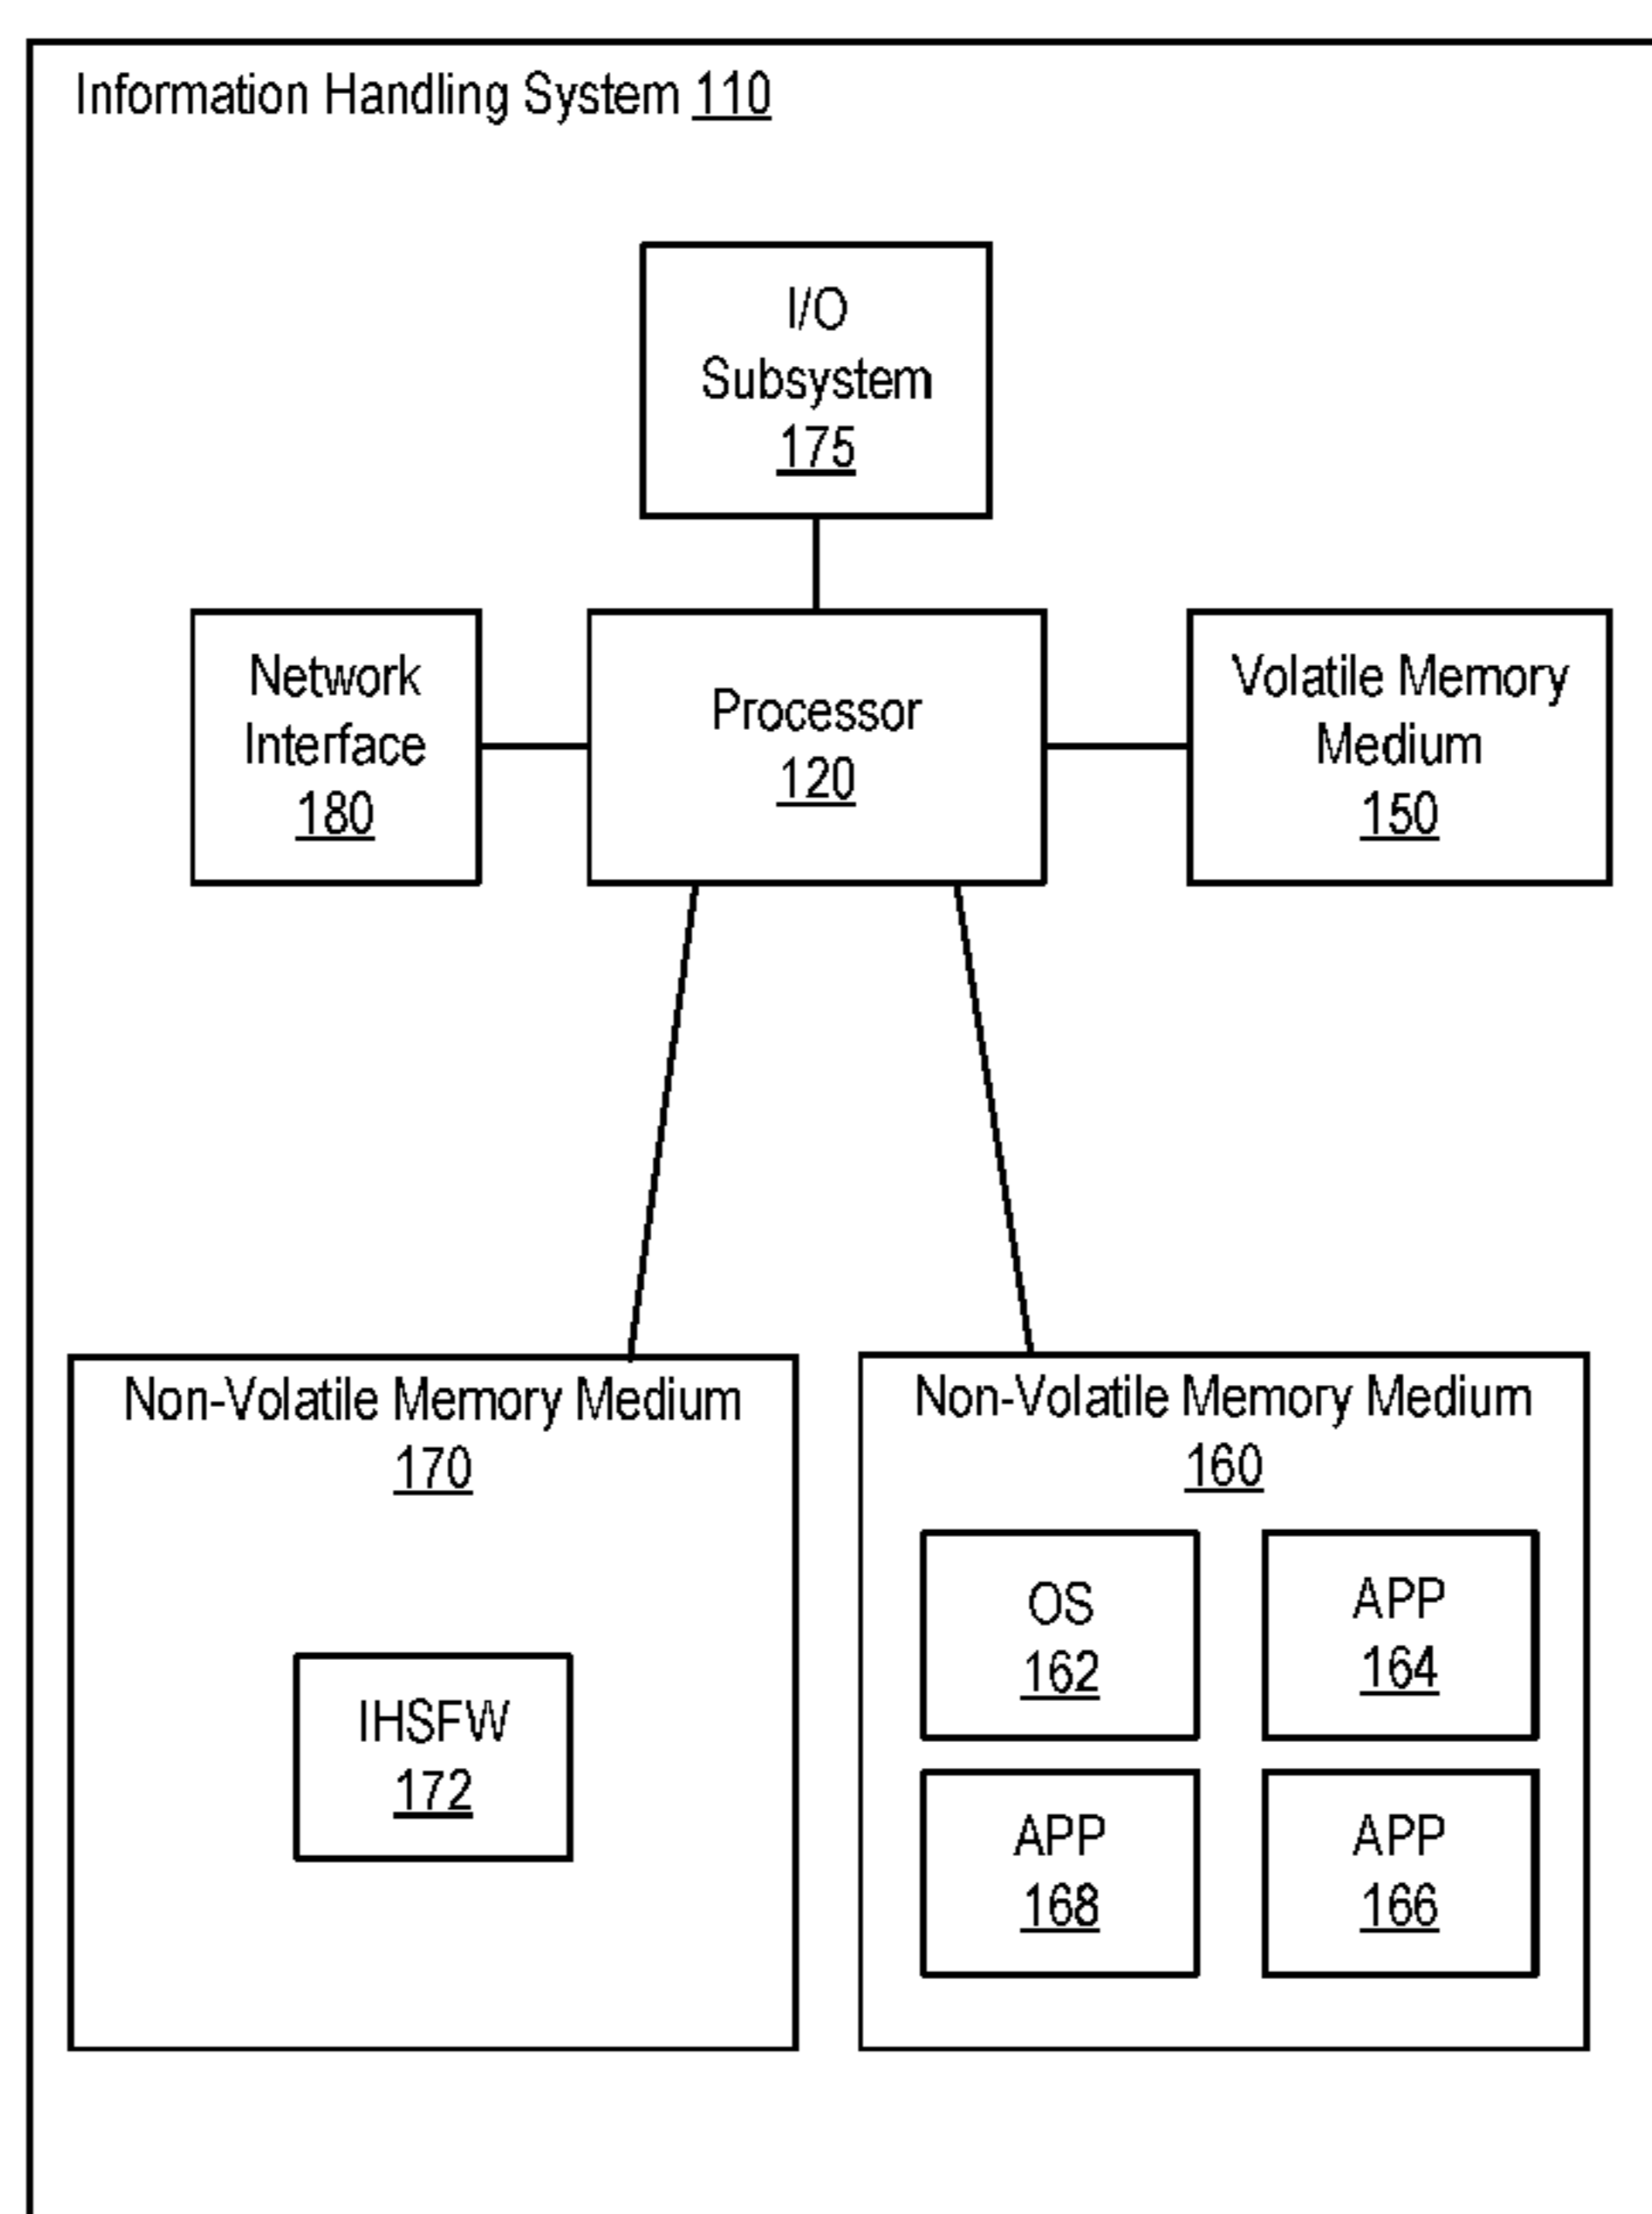 Information Handling System 110
I/O
Subsystem
175
Network
Interface
180
Processor
120
Volatile Memory
Medium
150
Non-Volatile Memory Medium
170
IHSFW
172
Non-Volatile Memory Medium
160
OS
162
APP
164
APP
168
APP
166